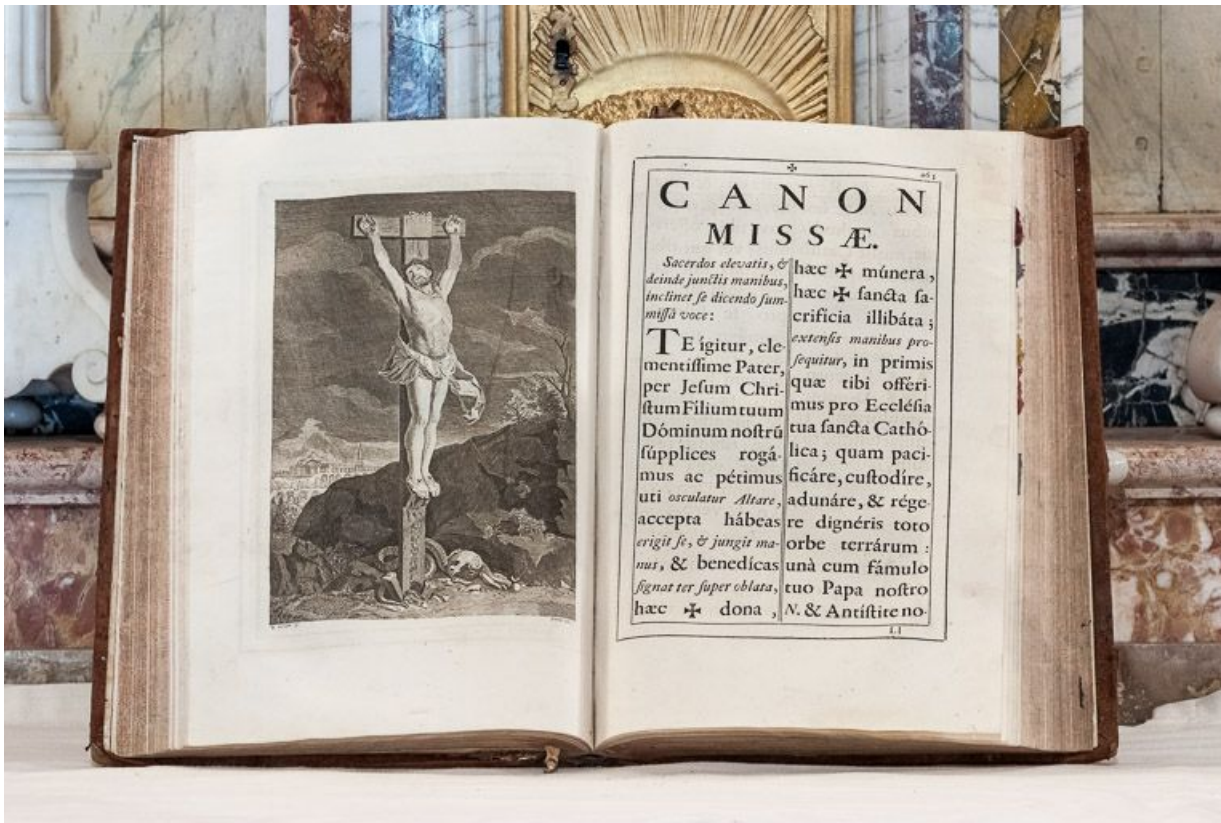 ✠
261
CANON
MISSÆ.
Sacerdos elevatis, &
deinde junctis manibus,
inclinet se dicendo sum-
missâ voce:
TE ígitur, cle-
mentiſſime Pater,
per Jeſum Chri-
ſtum Filium tuum
Dóminum noſtrū
ſúpplices rogá-
mus ac pétimus
uti osculatur Altare,
accepta hábeas
erigit ſe, & jungit ma-
nus, & benedícas
ſignat ter ſuper oblata,
hæc ✠ dona,
hæc ✠ múnera,
hæc ✠ ſancta ſa-
crificia illibáta;
extenſis manibus pro-
ſequitur, in primis
quæ tibi offéri-
mus pro Eccléſia
tua ſancta Cathó-
lica; quam paci-
ficáre, cuſtodíre,
adunáre, & rége-
re dignéris toto
orbe terrárum:
unà cum fámulo
tuo Papa noſtro
N. & Antíſtite no-
Ll